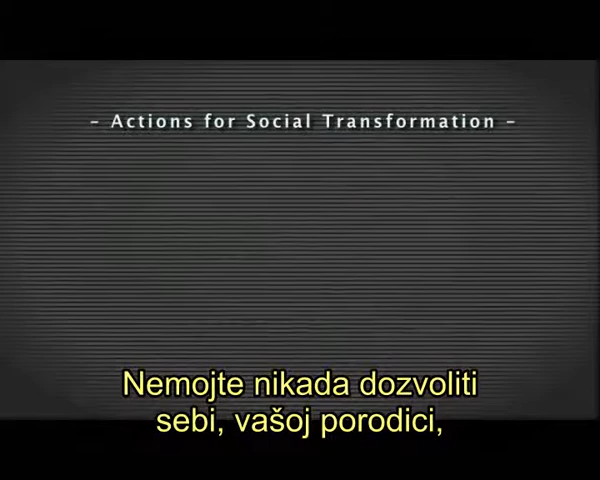 - Actions for Social Transformation -
Nemojte nikada dozvoliti
sebi, vašoj porodici,